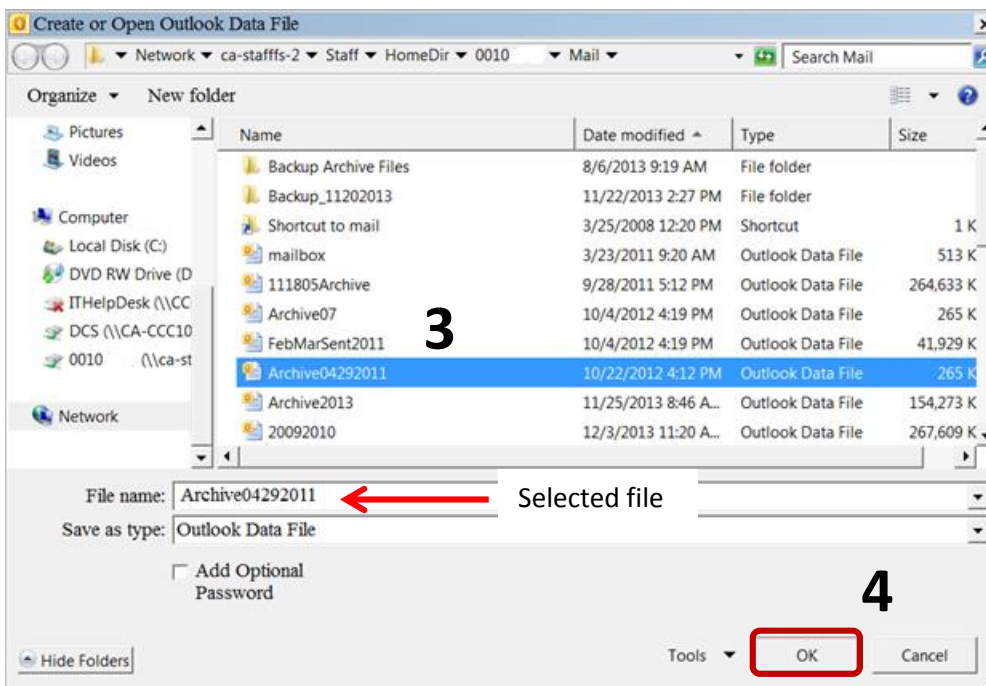 Create or Open Outlook Data File
Network ca-stafffs-2 Staff HomeDir 0010 Mail Search Mail
Organize New folder
Pictures
Videos
Computer
Local Disk (C:)
DVD RW Drive (D
ITHelpDesk (\\CC
DCS (\\CA-CCC10
0010 (\\ca-st
Network
Name Date modified Type Size
Backup Archive Files 8/6/2013 9:19 AM File folder
Backup_11202013 11/22/2013 2:27 PM File folder
Shortcut to mail 3/25/2008 12:20 PM Shortcut 1 K
mailbox 3/23/2011 9:20 AM Outlook Data File 513 K
111805Archive 9/28/2011 5:12 PM Outlook Data File 264,633 K
Archive07 10/4/2012 4:19 PM Outlook Data File 265 K
FebMarSent2011 10/4/2012 4:19 PM Outlook Data File 41,929 K
Archive04292011 10/22/2012 4:12 PM Outlook Data File 265 K
Archive2013 11/25/2013 8:46 A... Outlook Data File 154,273 K
20092010 12/3/2013 11:20 A... Outlook Data File 267,609 K
3
File name: Archive04292011 Selected file
Save as type: Outlook Data File
Add Optional
Password
4
Hide Folders Tools OK Cancel